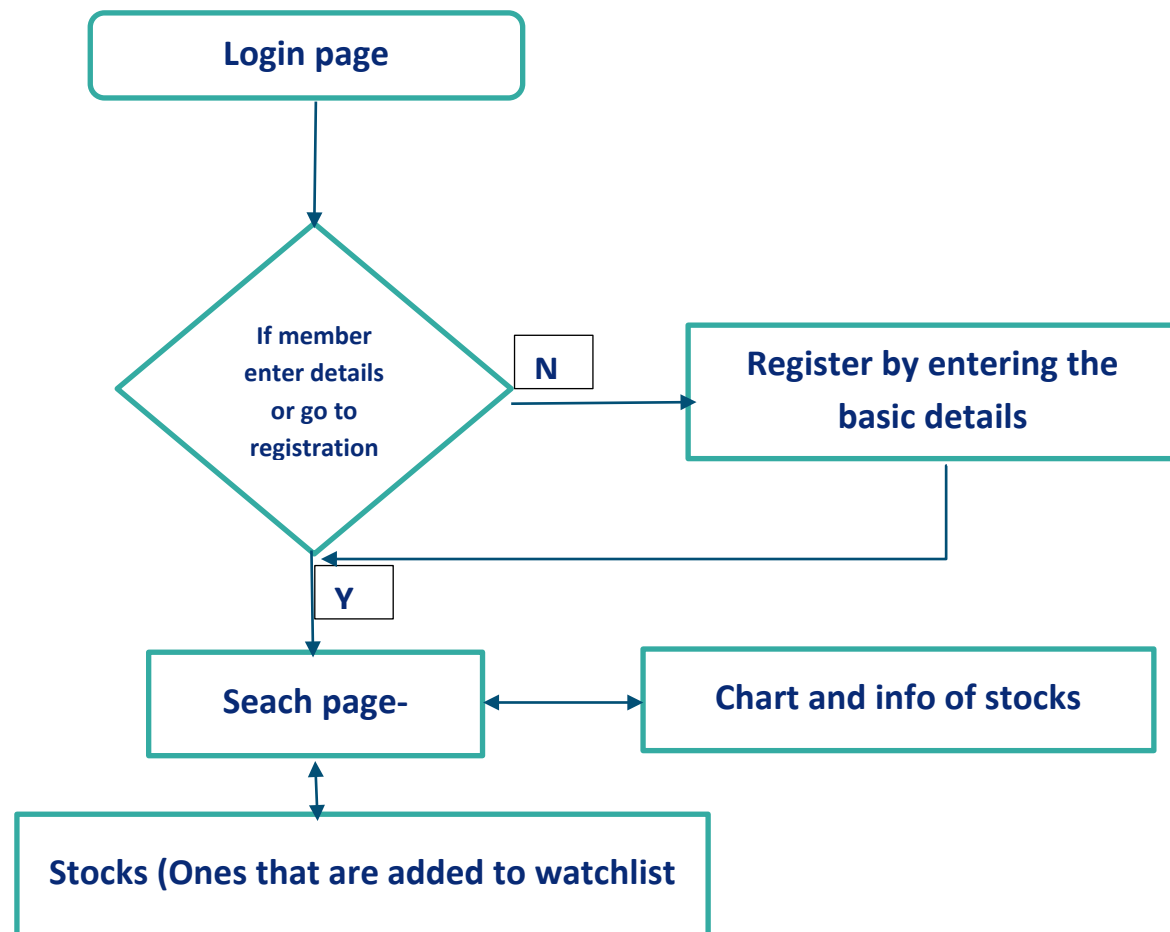 Login page
If member
enter details
or go to
registration
N
Register by entering the
basic details
Y
Seach page-
Chart and info of stocks
Stocks (Ones that are added to watchlist